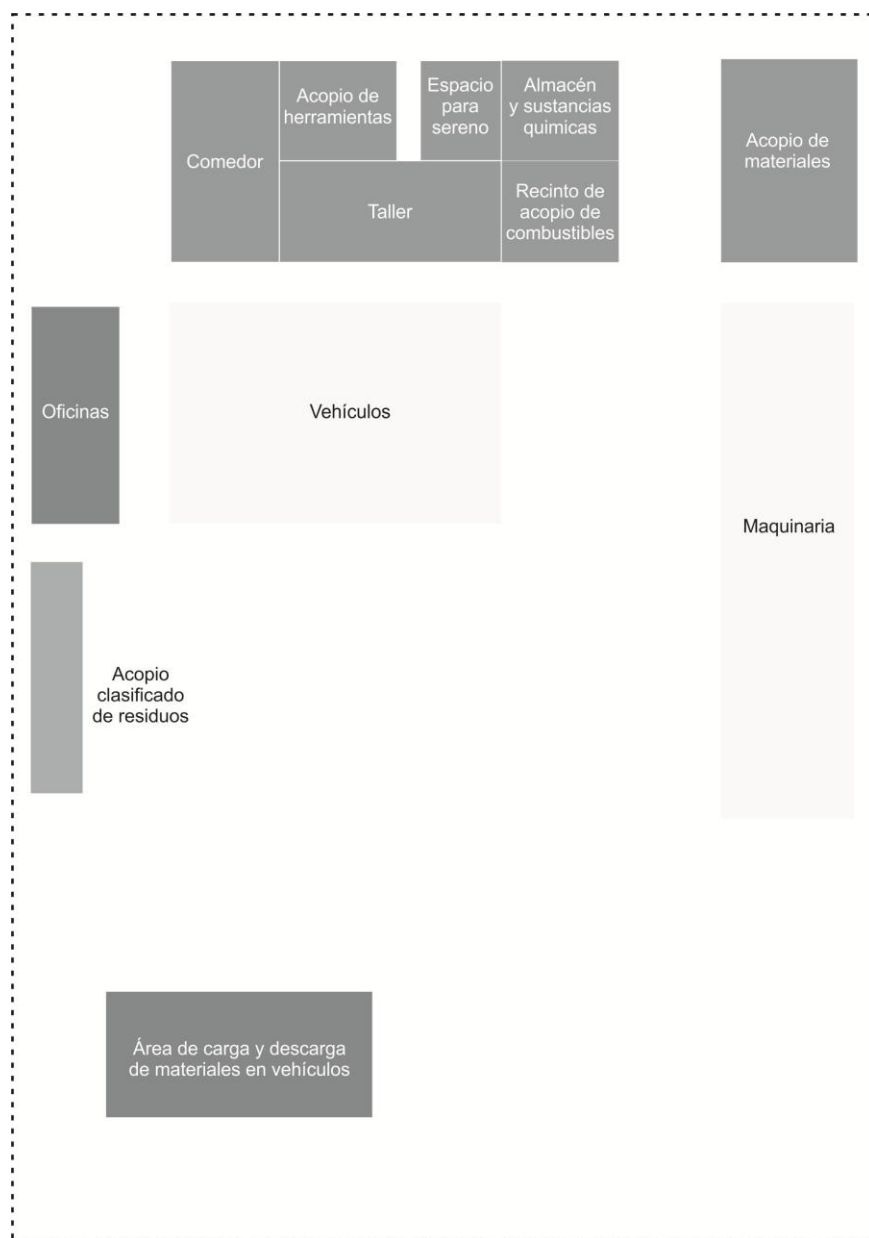 Acopio de
herramientas
Espacio
para
sereno
Almacén
y sustancias
quimicas
Comedor
Acopio de
materiales
Taller
Recinto de
acopio de
combustibles
Oficinas
Vehículos
Maquinaria
Acopio
clasificado
de residuos
Área de carga y descarga
de materiales en vehículos